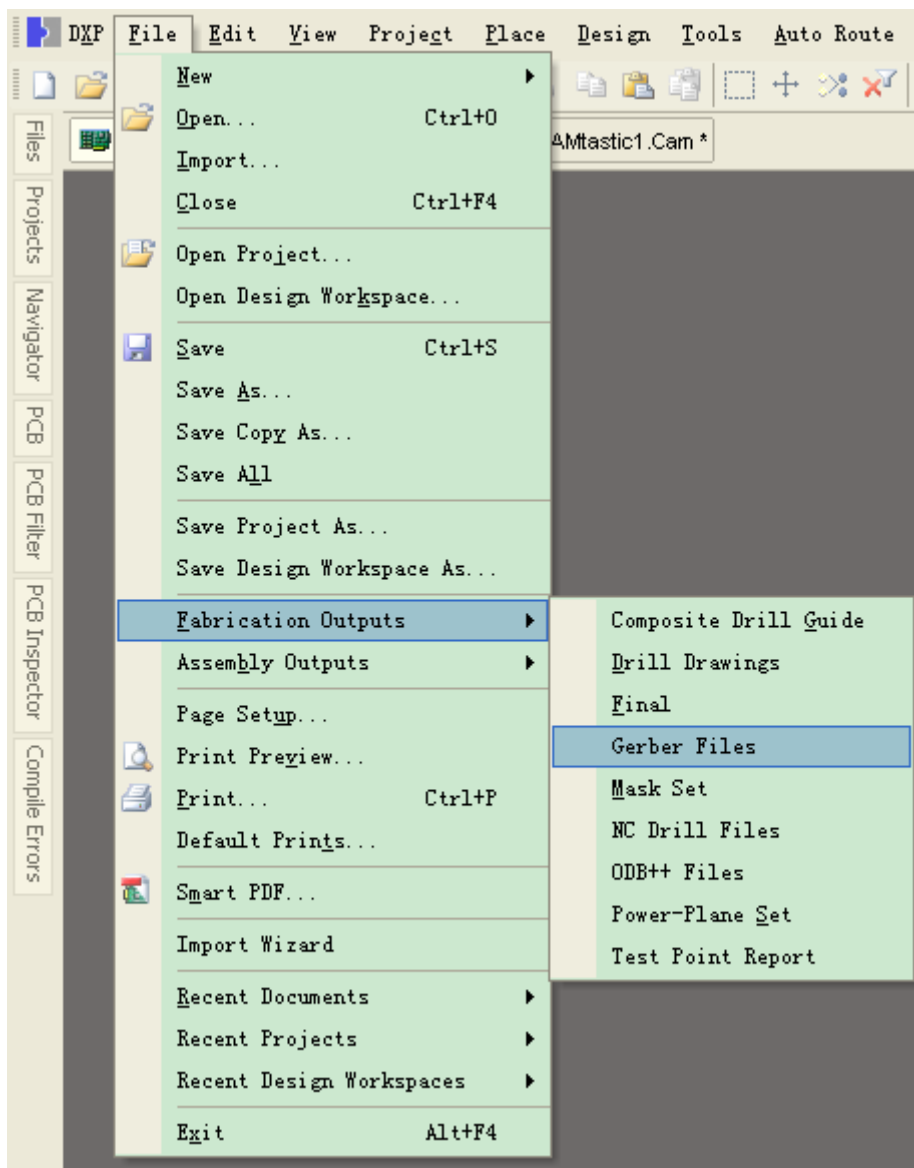 DXP File Edit View Project Place Design Tools Auto Route
AMtastic1.Cam *
Files
Projects
Navigator
PCB
PCB Filter
PCB Inspector
Compile Errors
New
Open... Ctrl+O
Import...
Close Ctrl+F4
Open Project...
Open Design Workspace...
Save Ctrl+S
Save As...
Save Copy As...
Save All
Save Project As...
Save Design Workspace As...
Fabrication Outputs
Assembly Outputs
Page Setup...
Print Preview...
Print... Ctrl+P
Default Prints...
Smart PDF...
Import Wizard
Recent Documents
Recent Projects
Recent Design Workspaces
Exit Alt+F4
Composite Drill Guide
Drill Drawings
Final
Gerber Files
Mask Set
NC Drill Files
ODB++ Files
Power-Plane Set
Test Point Report